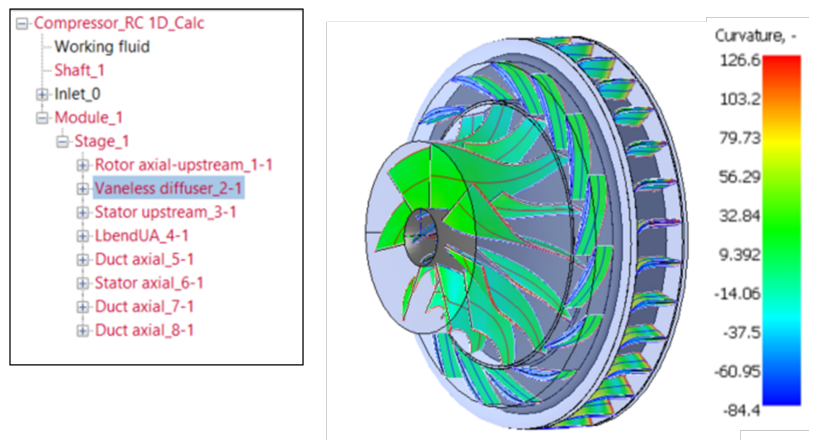 Compressor_RC 1D_Calc
Working fluid
Shaft_1
Inlet_0
Module_1
Stage_1
Rotor axial-upstream_1-1
Vaneless diffuser_2-1
Stator upstream_3-1
LbendUA_4-1
Duct axial_5-1
Stator axial_6-1
Duct axial_7-1
Duct axial_8-1
Curvature, -
126.6
103.2
79.73
56.29
32.84
9.392
-14.06
-37.5
-60.95
-84.4